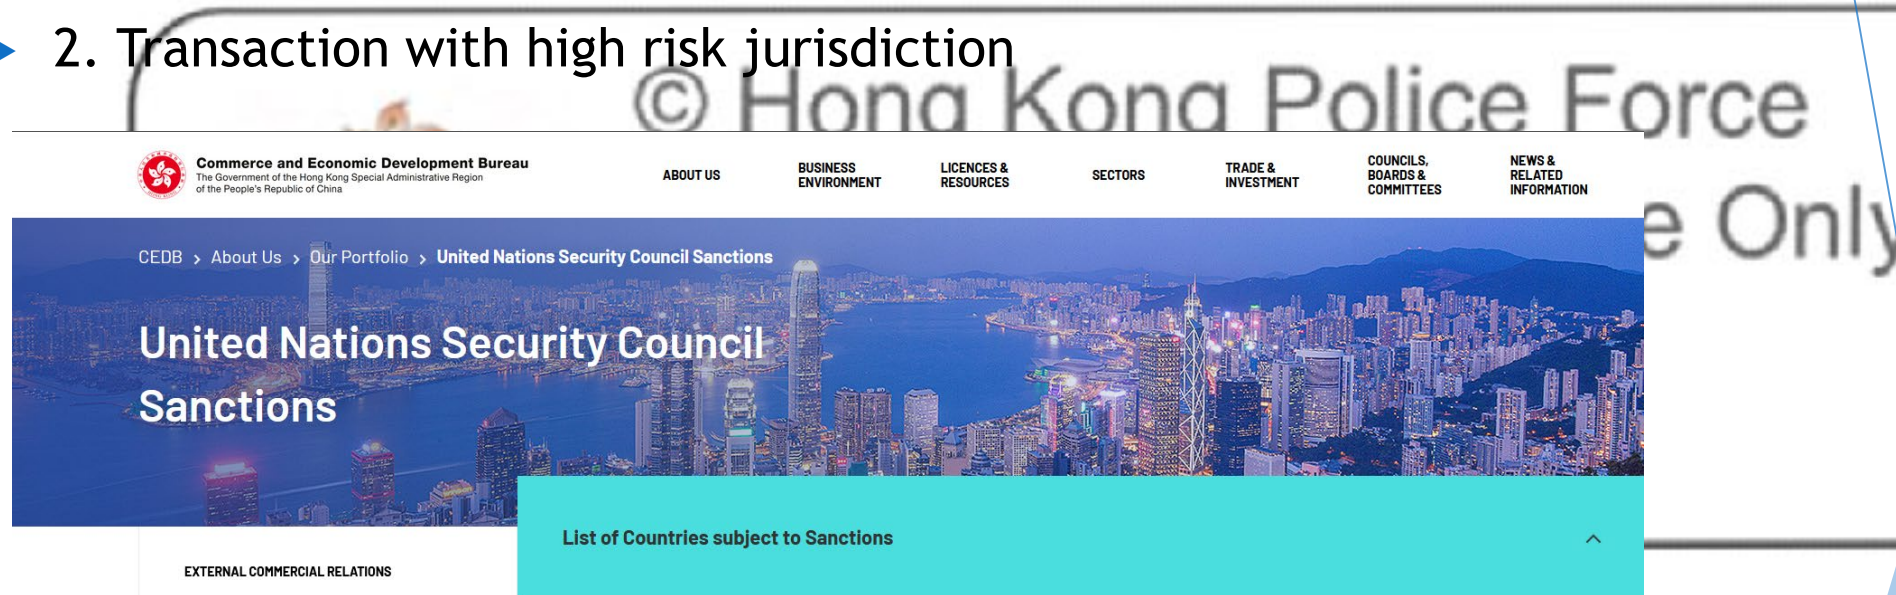 2. Transaction with high risk jurisdiction
© Hong Kong Police Force
e Only
Commerce and Economic Development Bureau
The Government of the Hong Kong Special Administrative Region
of the People's Republic of China
ABOUT US
BUSINESS
ENVIRONMENT
LICENCES &
RESOURCES
SECTORS
TRADE &
INVESTMENT
COUNCILS,
BOARDS &
COMMITTEES
NEWS &
RELATED
INFORMATION
CEDB > About Us > Our Portfolio > United Nations Security Council Sanctions
United Nations Security Council
Sanctions
List of Countries subject to Sanctions
EXTERNAL COMMERCIAL RELATIONS